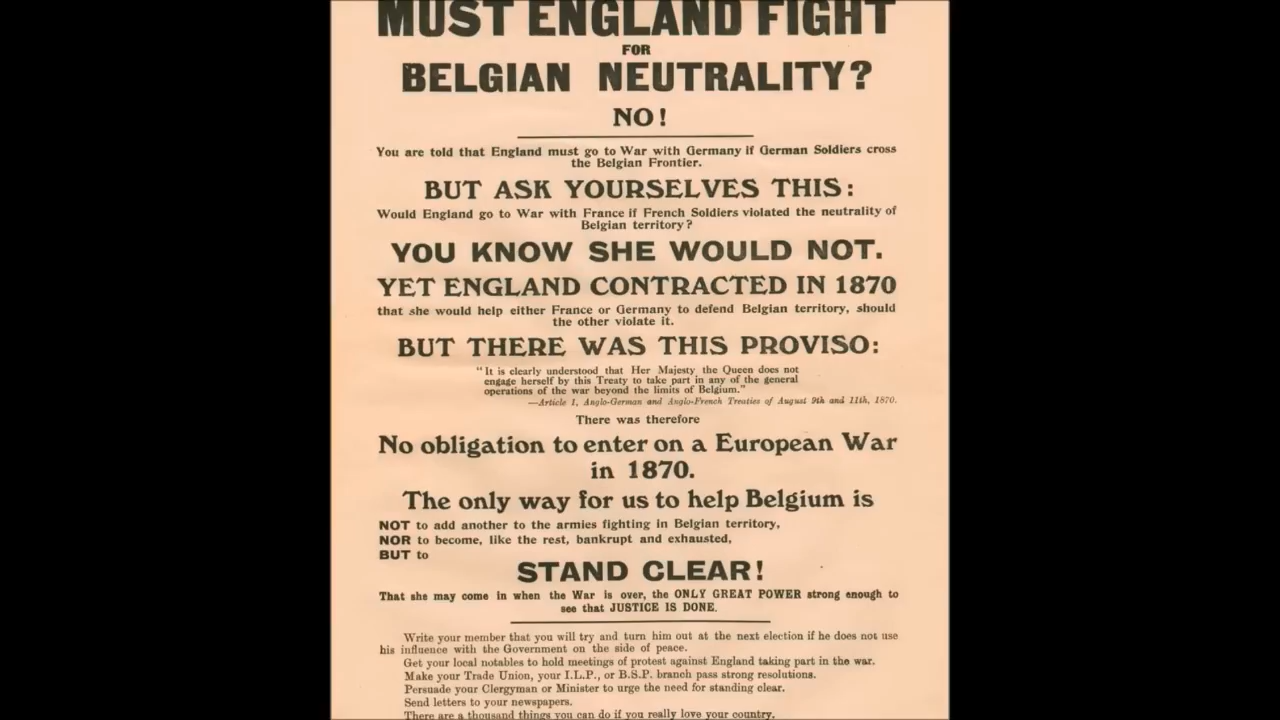 MUST ENGLAND FIGHT
FOR
BELGIAN NEUTRALITY?
NO!
You are told that England must go to War with Germany if German Soldiers cross
the Belgian Frontier.
BUT ASK YOURSELVES THIS:
Would England go to War with France if French Soldiers violated the neutrality of
Belgian territory?
YOU KNOW SHE WOULD NOT.
YET ENGLAND CONTRACTED IN 1870
that she would help either France or Germany to defend Belgian territory, should
the other violate it.
BUT THERE WAS THIS PROVISO:
"It is clearly understood that Her Majesty the Queen does not
engage herself by this Treaty to take part in any of the general
operations of the war beyond the limits of Belgium."
—Article 1, Anglo-German and Anglo-French Treaties of August 9th and 11th, 1870.
There was therefore
No obligation to enter on a European War
in 1870.
The only way for us to help Belgium is
NOT to add another to the armies fighting in Belgian territory,
NOR to become, like the rest, bankrupt and exhausted,
BUT to
STAND CLEAR!
That she may come in when the War is over, the ONLY GREAT POWER strong enough to
see that JUSTICE IS DONE.
Write your member that you will try and turn him out at the next election if he does not use
his influence with the Government on the side of peace.
Get your local notables to hold meetings of protest against England taking part in the war.
Make your Trade Union, your I.L.P., or B.S.P. branch pass strong resolutions.
Persuade your Clergyman or Minister to urge the need for standing clear.
Send letters to your newspapers.
There are a thousand things you can do if you really love your country.